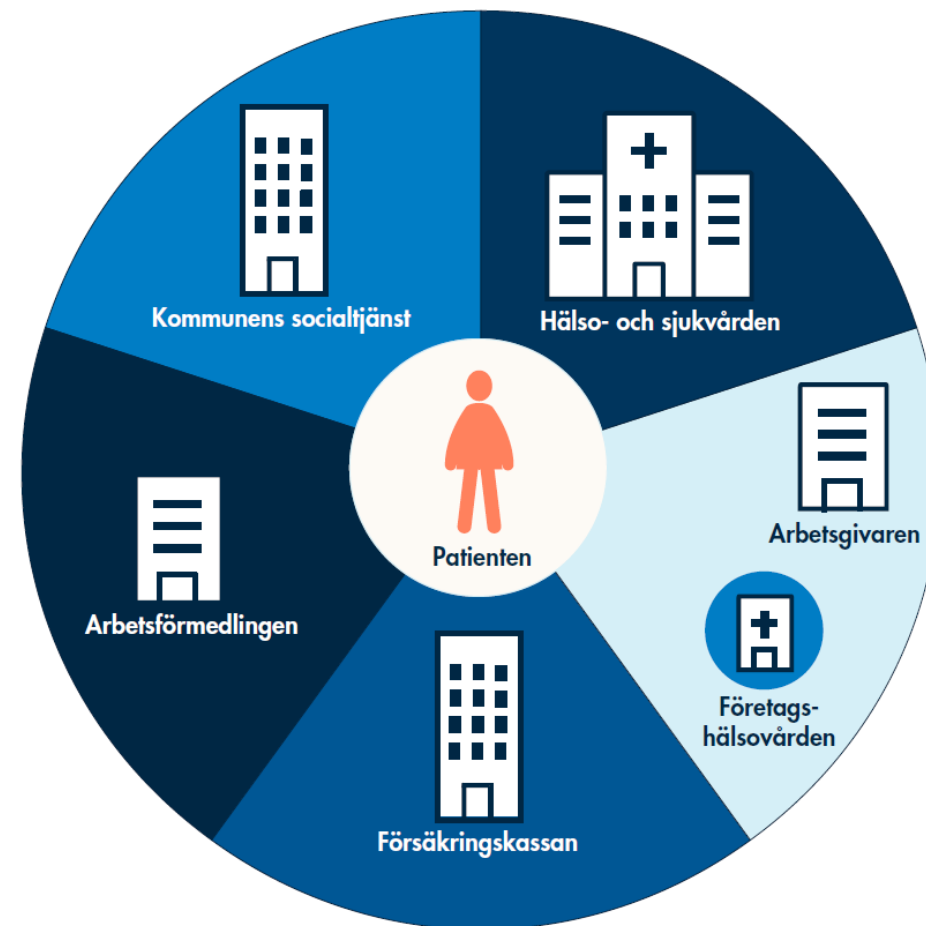 Kommunens socialtjänst
Hälso- och sjukvården
Arbetsgivaren
Patienten
Arbetsförmedlingen
Företags-
hälsovården
Försäkringskassan